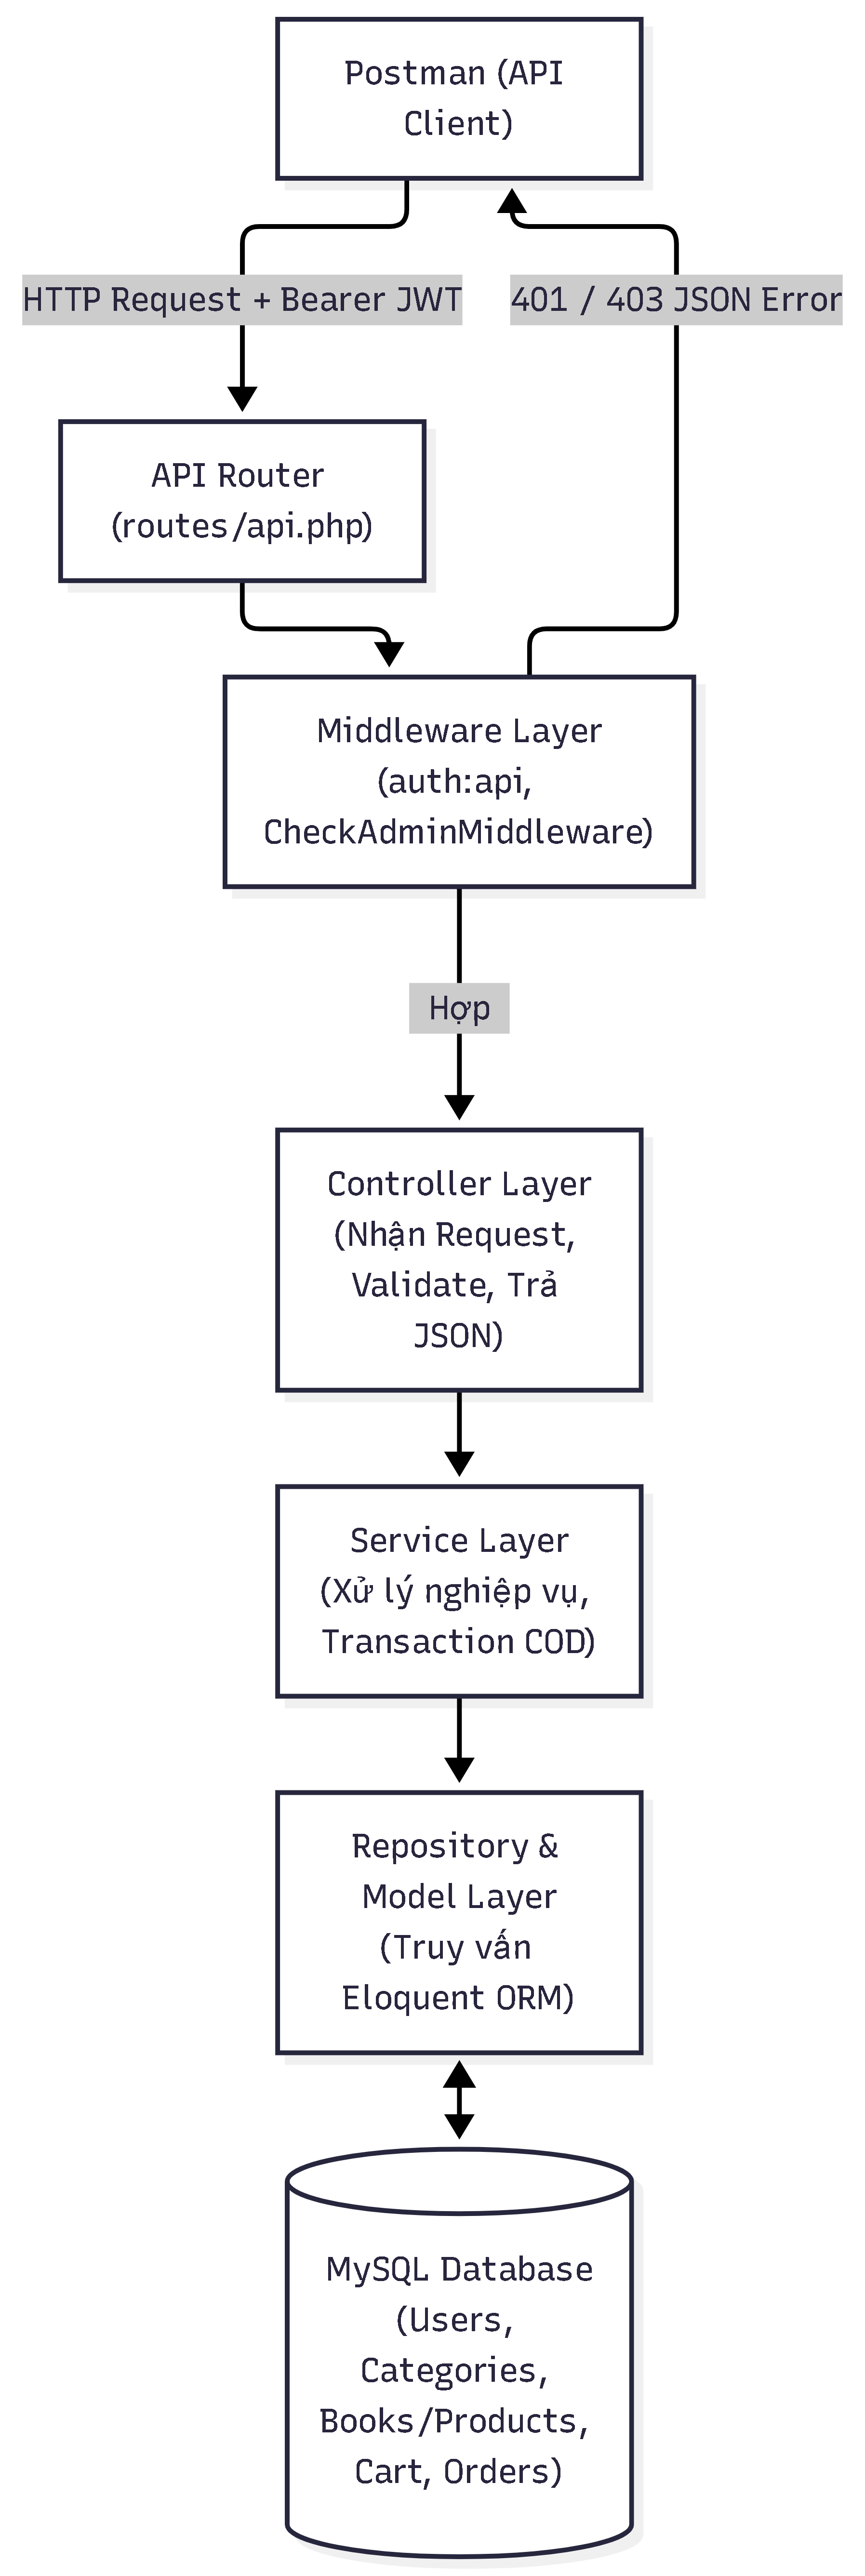 Postman (API
Client)
HTTP Request + Bearer JWT
401 / 403 JSON Error
API Router
(routes/api.php)
Middleware Layer
(auth:api,
CheckAdminMiddleware)
Hợp
Controller Layer
(Nhận Request,
Validate, Trả
JSON)
Service Layer
(Xử lý nghiệp vụ,
Transaction COD)
Repository &
Model Layer
(Truy vấn
Eloquent ORM)
MySQL Database
(Users,
Categories,
Books/Products,
Cart, Orders)